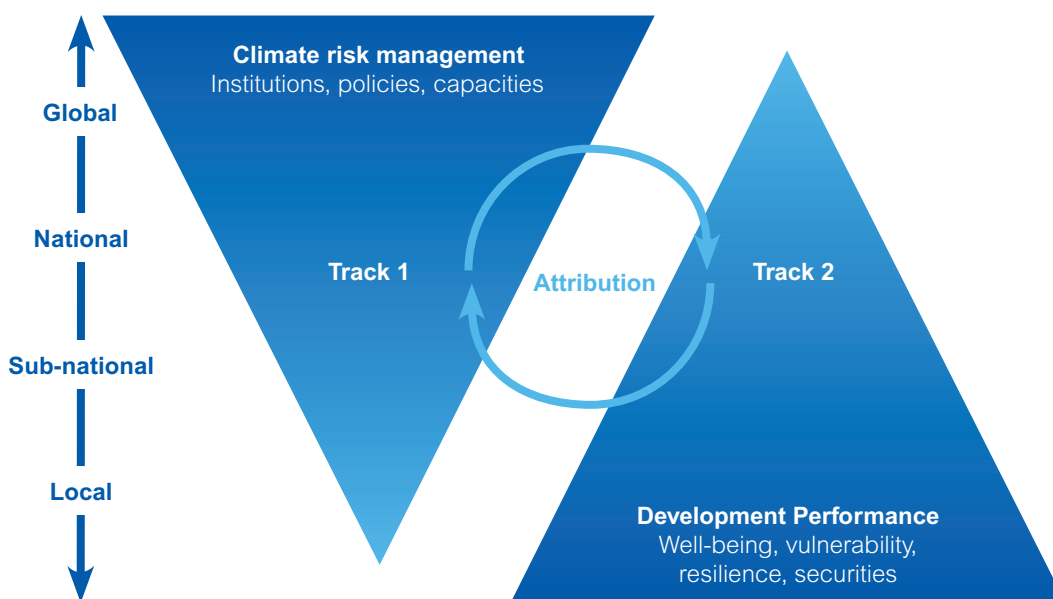 Climate risk management
Institutions, policies, capacities
Global
National
Sub-national
Local
Track 1
Attribution
Track 2
Development Performance
Well-being, vulnerability,
resilience, securities